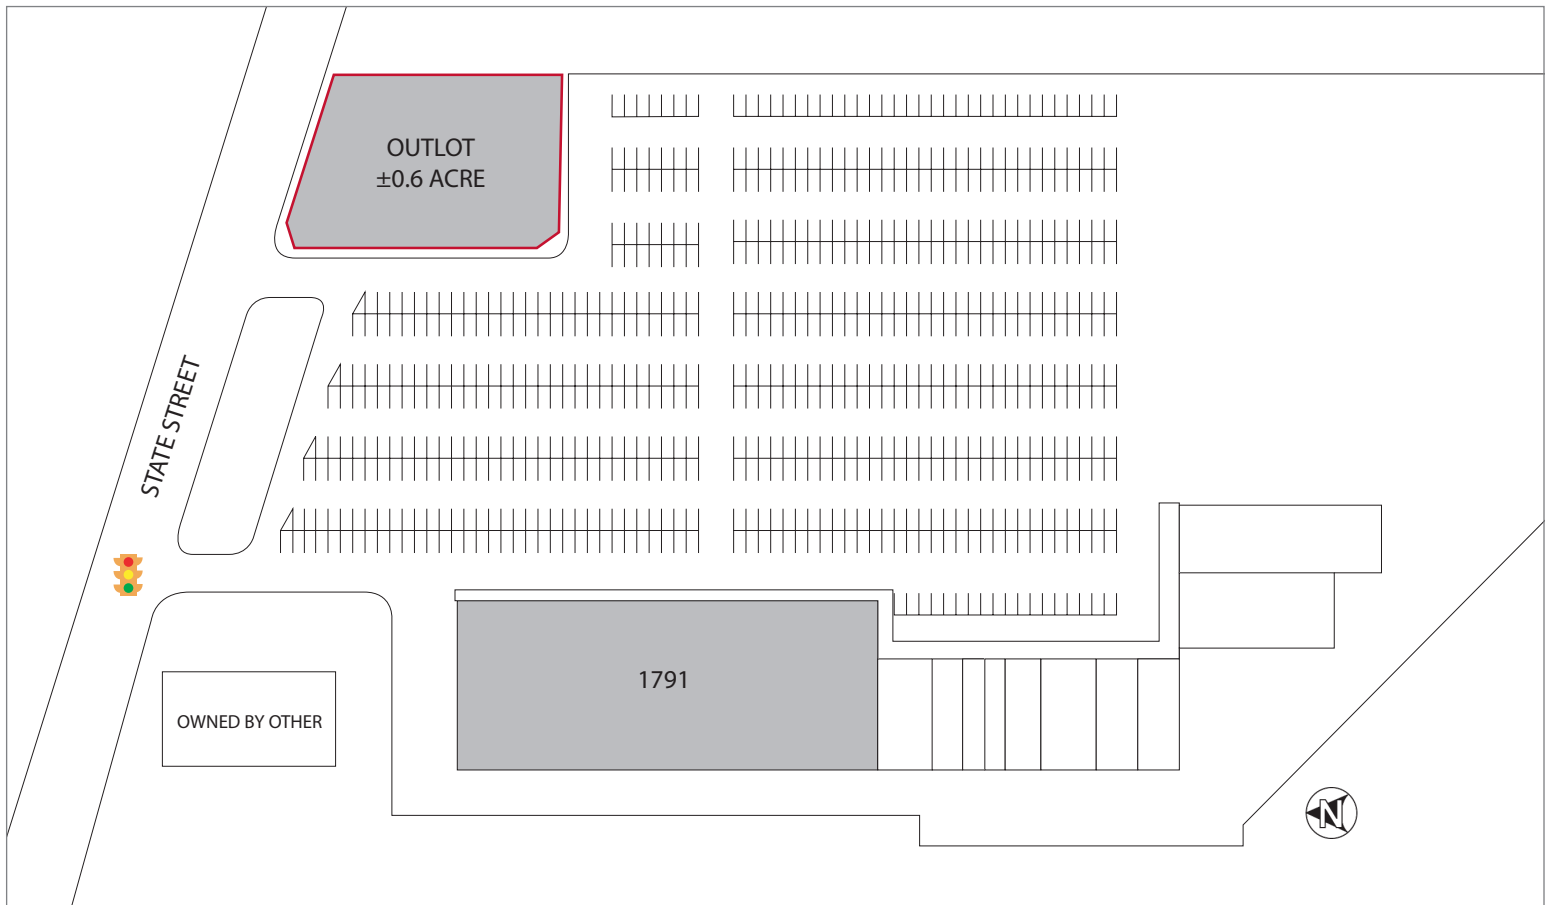 OUTLOT
±0.6 ACRE
STATE STREET
1791
OWNED BY OTHER
N